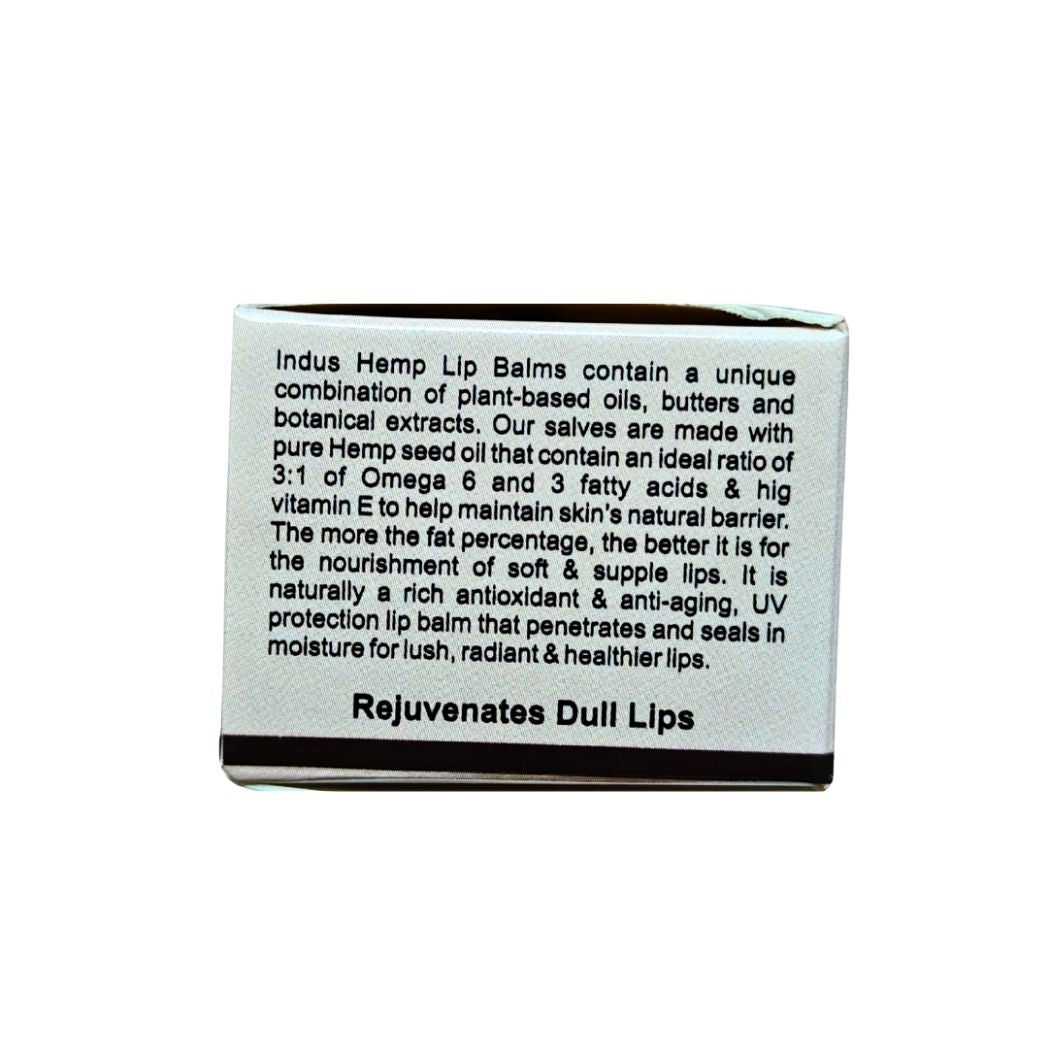 Indus Hemp Lip Balms contain a unique
combination of plant-based oils, butters and
botanical extracts. Our salves are made with
pure Hemp seed oil that contain an ideal ratio of
3:1 of Omega 6 and 3 fatty acids & hig
vitamin E to help maintain skin's natural barrier.
The more the fat percentage, the better it is for
the nourishment of soft & supple lips. It is
naturally a rich antioxidant & anti-aging, UV
protection lip balm that penetrates and seals in
moisture for lush, radiant & healthier lips.
Rejuvenates Dull Lips